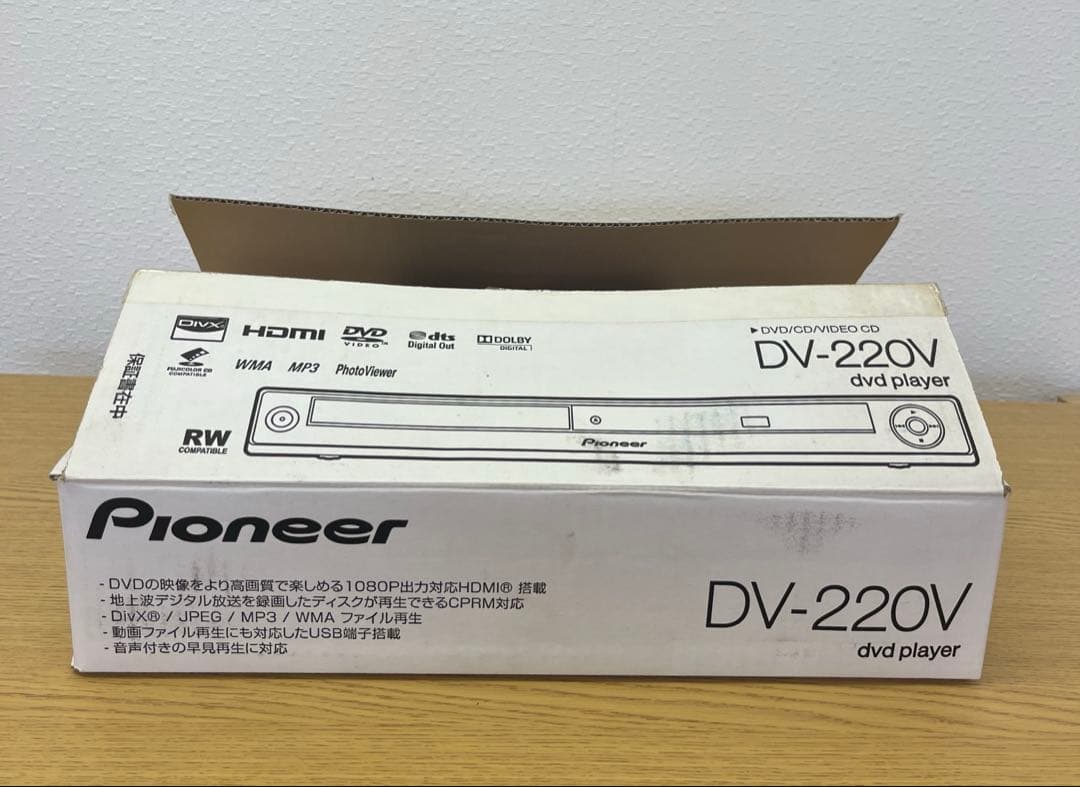 DIVX
HDMI
DVD
VIDEO
dts
Digital Out
DOLBY
DIGITAL
▶DVD/CD/VIDEO CD
DV-220V
dvd player
FUJICOLOR CD
COMPATIBLE
WMA
MP3
PhotoViewer
保証書在中
RW
COMPATIBLE
Pioneer
Pioneer
- DVDの映像をより高画質で楽しめる1080P出力対応HDMI® 搭載
- 地上波デジタル放送を録画したディスクが再生できるCPRM対応
- DivX® / JPEG / MP3 / WMA ファイル再生
- 動画ファイル再生にも対応したUSB端子搭載
- 音声付きの早見再生に対応
DV-220V
dvd player